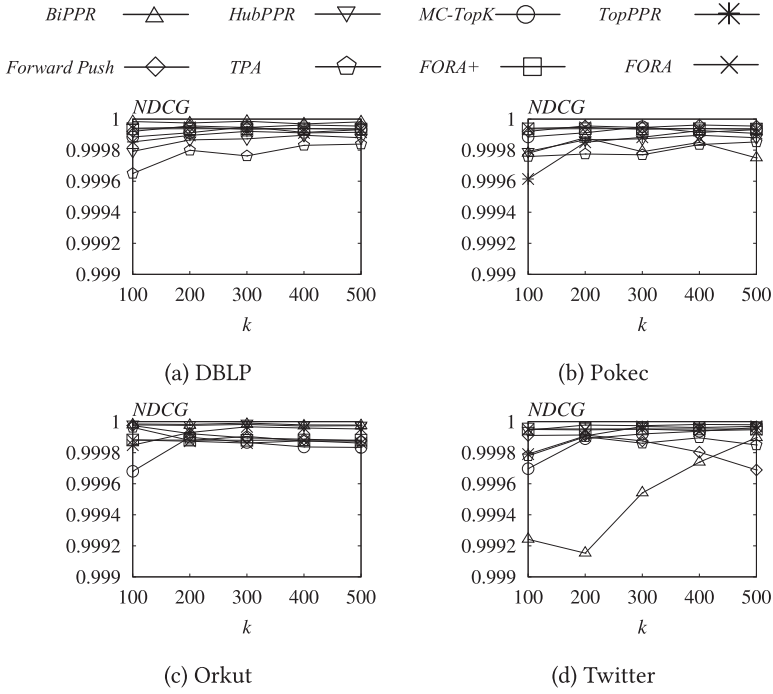 BiPPR HubPPR MC-TopK TopPPR
Forward Push TPA FORA+ FORA
NDCG
1
0.9998
0.9996
0.9994
0.9992
0.999
100 200 300 400 500
k
(a) DBLP
NDCG
1
0.9998
0.9996
0.9994
0.9992
0.999
100 200 300 400 500
k
(b) Pokec
NDCG
1
0.9998
0.9996
0.9994
0.9992
0.999
100 200 300 400 500
k
(c) Orkut
NDCG
1
0.9998
0.9996
0.9994
0.9992
0.999
100 200 300 400 500
k
(d) Twitter